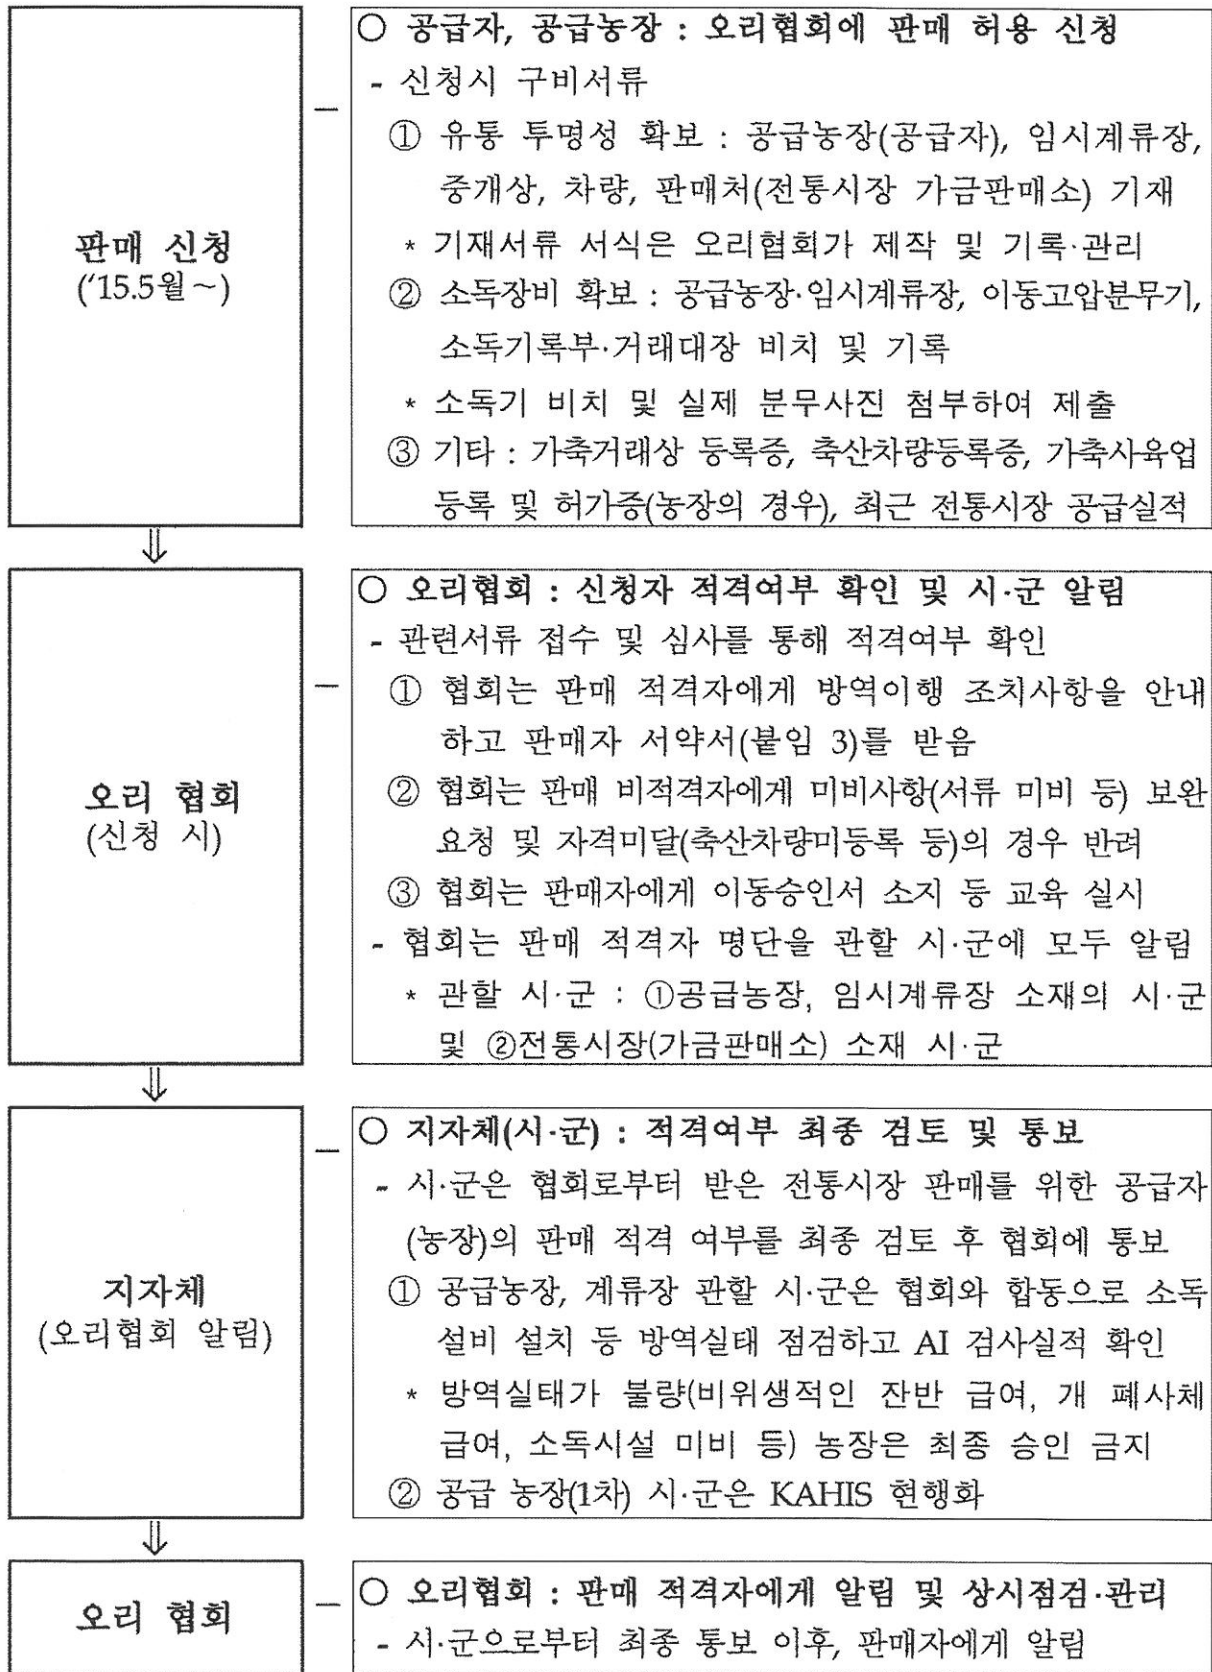 판매 신청
('15.5월~)
○ 공급자, 공급농장 : 오리협회에 판매 허용 신청
- 신청시 구비서류
① 유통 투명성 확보 : 공급농장(공급자), 임시계류장,
중개상, 차량, 판매처(전통시장 가금판매소) 기재
* 기재서류 서식은 오리협회가 제작 및 기록·관리
② 소독장비 확보 : 공급농장·임시계류장, 이동고압분무기,
소독기록부·거래대장 비치 및 기록
* 소독기 비치 및 실제 분무사진 첨부하여 제출
③ 기타 : 가축거래상 등록증, 축산차량등록증, 가축사육업
등록 및 허가증(농장의 경우), 최근 전통시장 공급실적
⇓
오리 협회
(신청 시)
○ 오리협회 : 신청자 적격여부 확인 및 시·군 알림
- 관련서류 접수 및 심사를 통해 적격여부 확인
① 협회는 판매 적격자에게 방역이행 조치사항을 안내
하고 판매자 서약서(붙임 3)를 받음
② 협회는 판매 비적격자에게 미비사항(서류 미비 등) 보완
요청 및 자격미달(축산차량미등록 등)의 경우 반려
③ 협회는 판매자에게 이동승인서 소지 등 교육 실시
- 협회는 판매 적격자 명단을 관할 시·군에 모두 알림
* 관할 시·군 : ①공급농장, 임시계류장 소재의 시·군
및 ②전통시장(가금판매소) 소재 시·군
⇓
지자체
(오리협회 알림)
○ 지자체(시·군) : 적격여부 최종 검토 및 통보
- 시·군은 협회로부터 받은 전통시장 판매를 위한 공급자
(농장)의 판매 적격 여부를 최종 검토 후 협회에 통보
① 공급농장, 계류장 관할 시·군은 협회와 합동으로 소독
설비 설치 등 방역실태 점검하고 AI 검사실적 확인
* 방역실태가 불량(비위생적인 잔반 급여, 개 폐사체
급여, 소독시설 미비 등) 농장은 최종 승인 금지
② 공급 농장(1차) 시·군은 KAHIS 현행화
⇓
오리 협회
○ 오리협회 : 판매 적격자에게 알림 및 상시점검·관리
- 시·군으로부터 최종 통보 이후, 판매자에게 알림